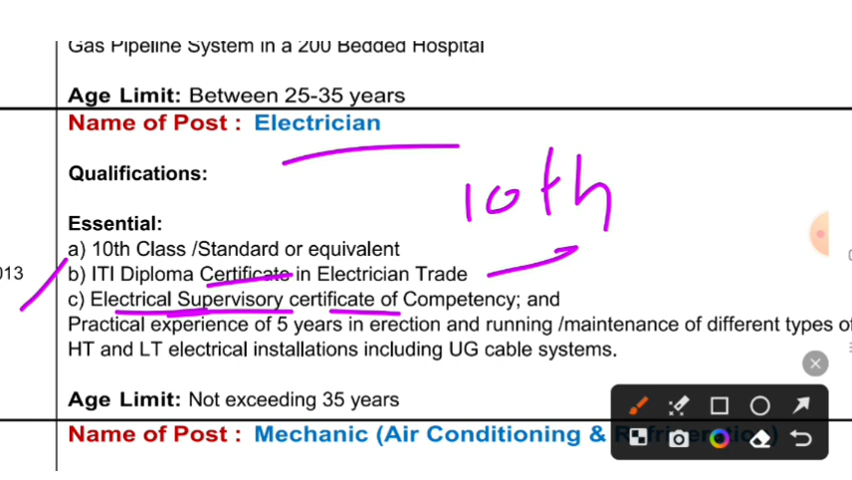 Gas Pipeline System in a 200 Bedded Hospital
Age Limit: Between 25-35 years
Name of Post : Electrician
Qualifications:
10th
Essential:
a) 10th Class /Standard or equivalent
013
b) ITI Diploma Certificate in Electrician Trade
c) Electrical Supervisory certificate of Competency; and
Practical experience of 5 years in erection and running /maintenance of different types of
HT and LT electrical installations including UG cable systems.
Age Limit: Not exceeding 35 years
Name of Post : Mechanic (Air Conditioning &